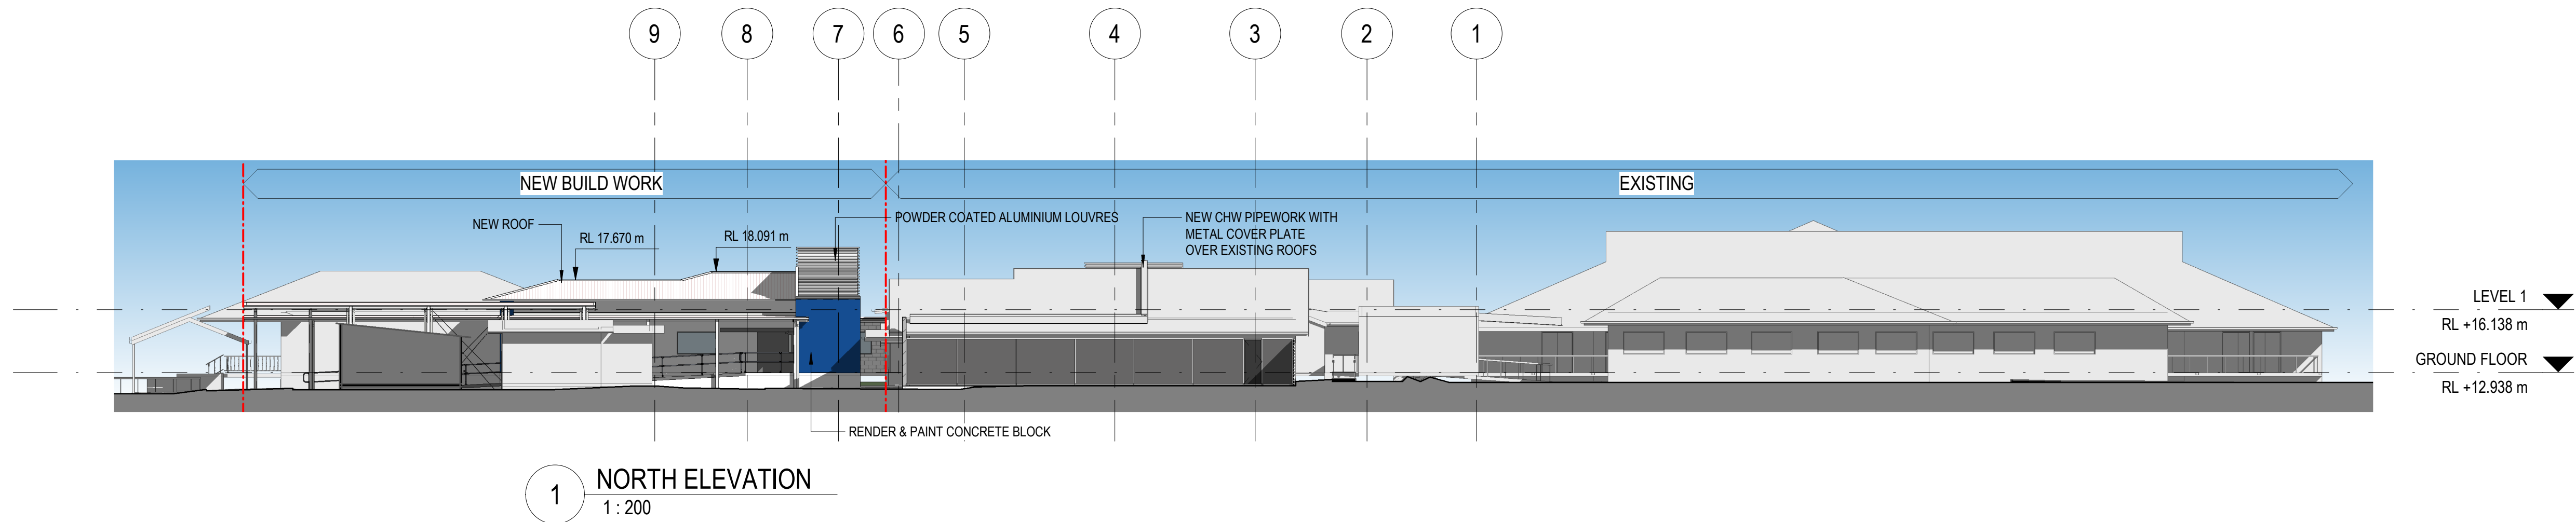 9 8 7 6 5 4 3 2 1
NEW BUILD WORK
EXISTING
NEW ROOF
RL 17.670 m
RL 18.091 m
POWDER COATED ALUMINIUM LOUVRES
NEW CHW PIPEWORK WITH
METAL COVER PLATE
OVER EXISTING ROOFS
LEVEL 1
RL +16.138 m
GROUND FLOOR
RL +12.938 m
RENDER & PAINT CONCRETE BLOCK
1 NORTH ELEVATION
1 : 200